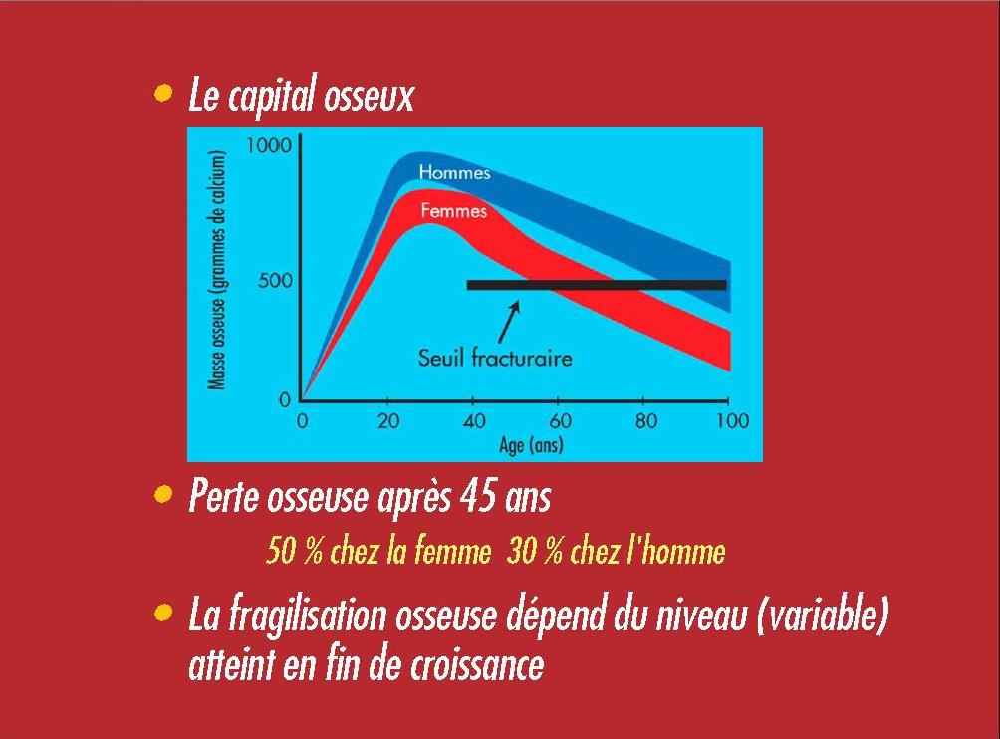 Le capital osseux
1000
Hommes
Femmes
Masse osseuse (grammes de calcium)
500
Seuil fracturaire
0
0 20 40 60 80 100
Age (ans)
Perte osseuse après 45 ans
50 % chez la femme 30 % chez l'homme
La fragilisation osseuse dépend du niveau (variable)
atteint en fin de croissance